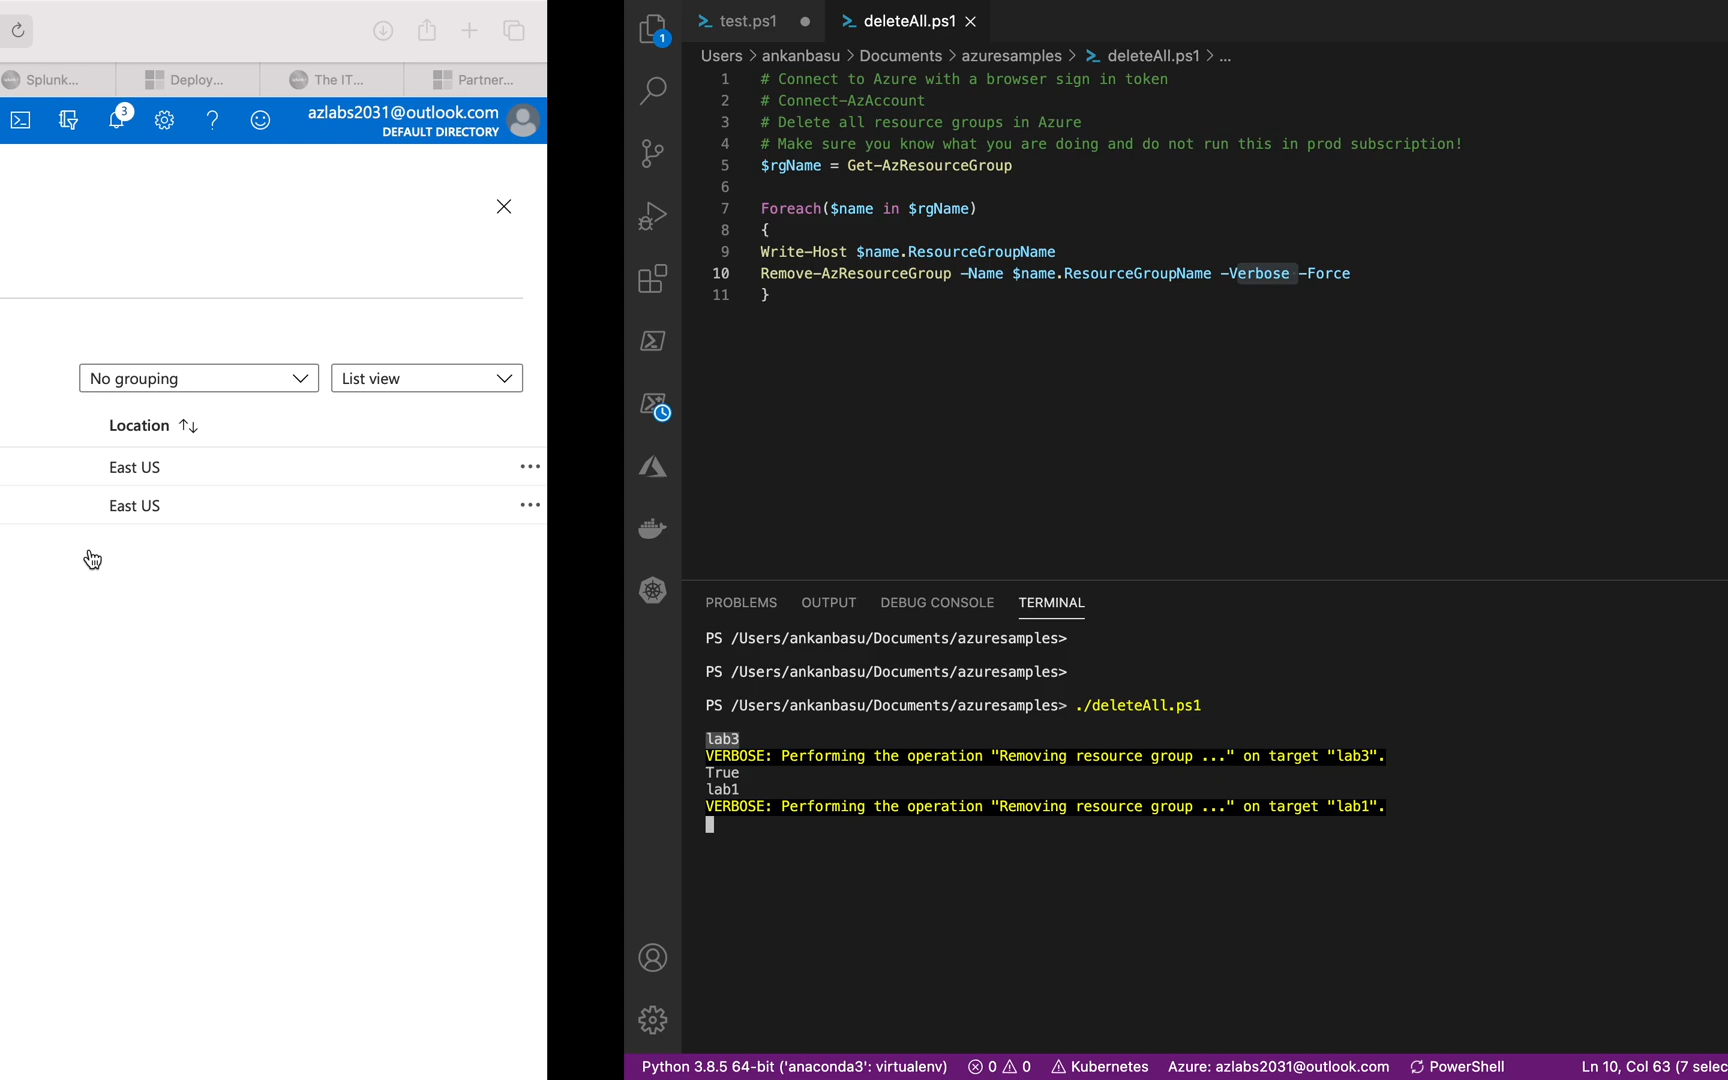 Splunk...
Deploy...
The IT...
Partner...
3
azlabs2031@outlook.com
DEFAULT DIRECTORY
No grouping
List view
Location
East US
East US
1
test.ps1
deleteAll.ps1
Users > ankanbasu > Documents > azuresamples > deleteAll.ps1 > ...
1 # Connect to Azure with a browser sign in token
2 # Connect-AzAccount
3 # Delete all resource groups in Azure
4 # Make sure you know what you are doing and do not run this in prod subscription!
5 $rgName = Get-AzResourceGroup
6
7 Foreach($name in $rgName)
8 {
9 Write-Host $name.ResourceGroupName
10 Remove-AzResourceGroup -Name $name.ResourceGroupName -Verbose -Force
11 }
PROBLEMS OUTPUT DEBUG CONSOLE TERMINAL
PS /Users/ankanbasu/Documents/azuresamples>
PS /Users/ankanbasu/Documents/azuresamples>
PS /Users/ankanbasu/Documents/azuresamples> ./deleteAll.ps1
lab3
VERBOSE: Performing the operation "Removing resource group ..." on target "lab3".
True
lab1
VERBOSE: Performing the operation "Removing resource group ..." on target "lab1".
Python 3.8.5 64-bit ('anaconda3': virtualenv) 0 0 Kubernetes Azure: azlabs2031@outlook.com PowerShell Ln 10, Col 63 (7 selec